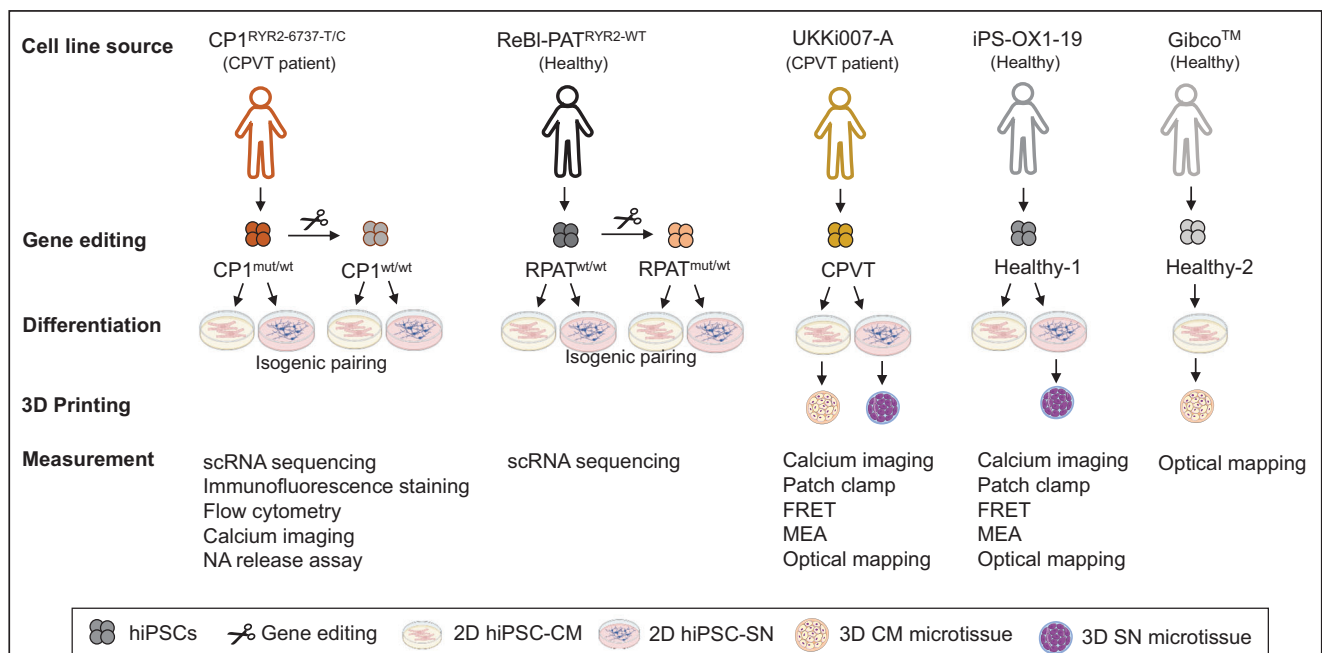 Cell line source
CP1RYR2-6737-T/C
(CPVT patient)
ReBl-PATRYR2-WT
(Healthy)
UKKi007-A
(CPVT patient)
iPS-OX1-19
(Healthy)
GibcoTM
(Healthy)
Gene editing
CP1mut/wt
CP1wt/wt
RPATwt/wt
RPATmut/wt
CPVT
Healthy-1
Healthy-2
Differentiation
Isogenic pairing
Isogenic pairing
3D Printing
Measurement
scRNA sequencing
Immunofluorescence staining
Flow cytometry
Calcium imaging
NA release assay
scRNA sequencing
Calcium imaging
Patch clamp
FRET
MEA
Optical mapping
Calcium imaging
Patch clamp
FRET
MEA
Optical mapping
Optical mapping
hiPSCs
Gene editing
2D hiPSC-CM
2D hiPSC-SN
3D CM microtissue
3D SN microtissue